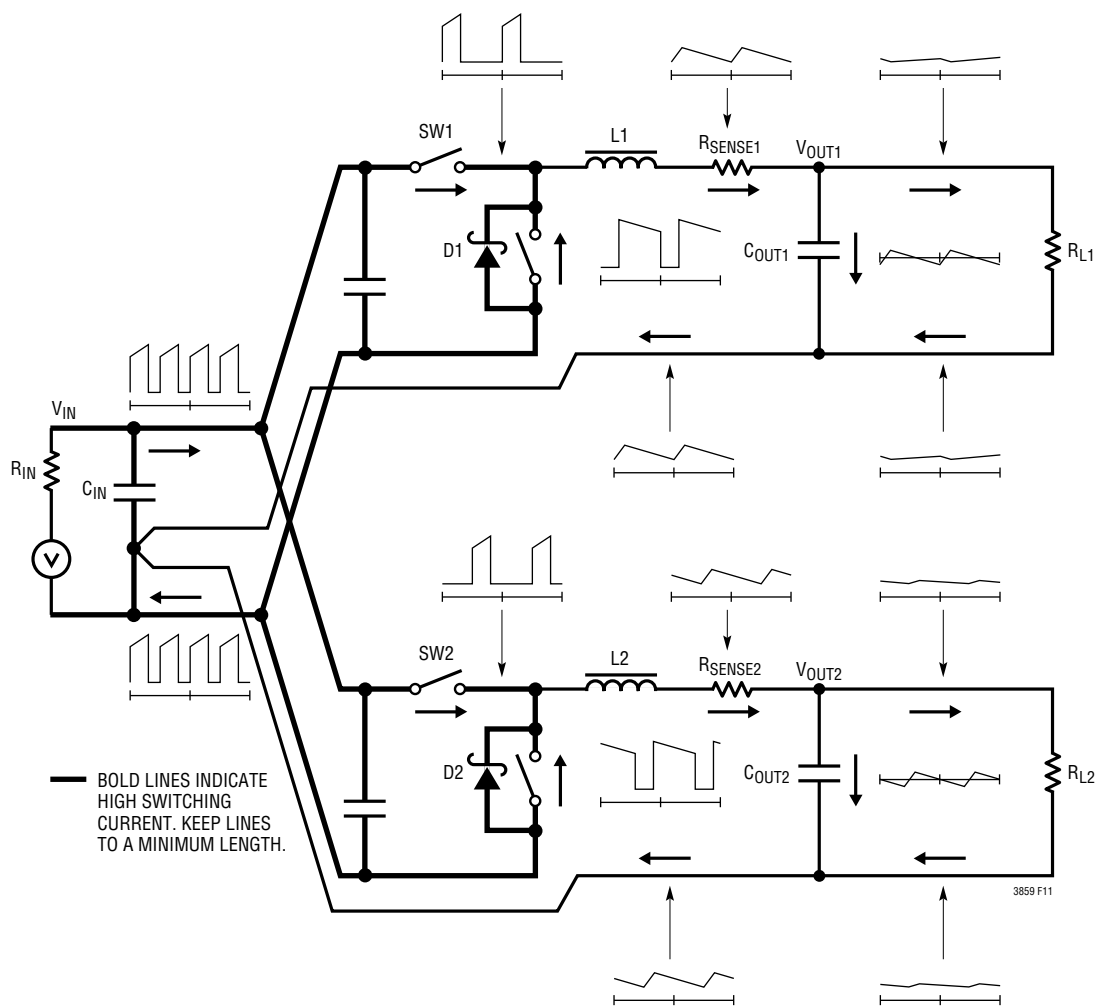 SW1
L1
RSENSE1
VOUT1
D1
COUT1
RL1
VIN
RIN
CIN
V
SW2
L2
RSENSE2
VOUT2
D2
COUT2
RL2
BOLD LINES INDICATE
HIGH SWITCHING
CURRENT. KEEP LINES
TO A MINIMUM LENGTH.
3859 F11